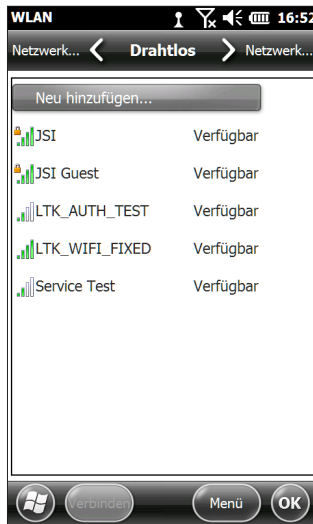 WLAN 16:52
Netzwerk... Drahtlos Netzwerk...
Neu hinzufügen...
JSI Verfügbar
JSI Guest Verfügbar
LTK_AUTH_TEST Verfügbar
LTK_WIFI_FIXED Verfügbar
Service Test Verfügbar
Verbinden Menü OK